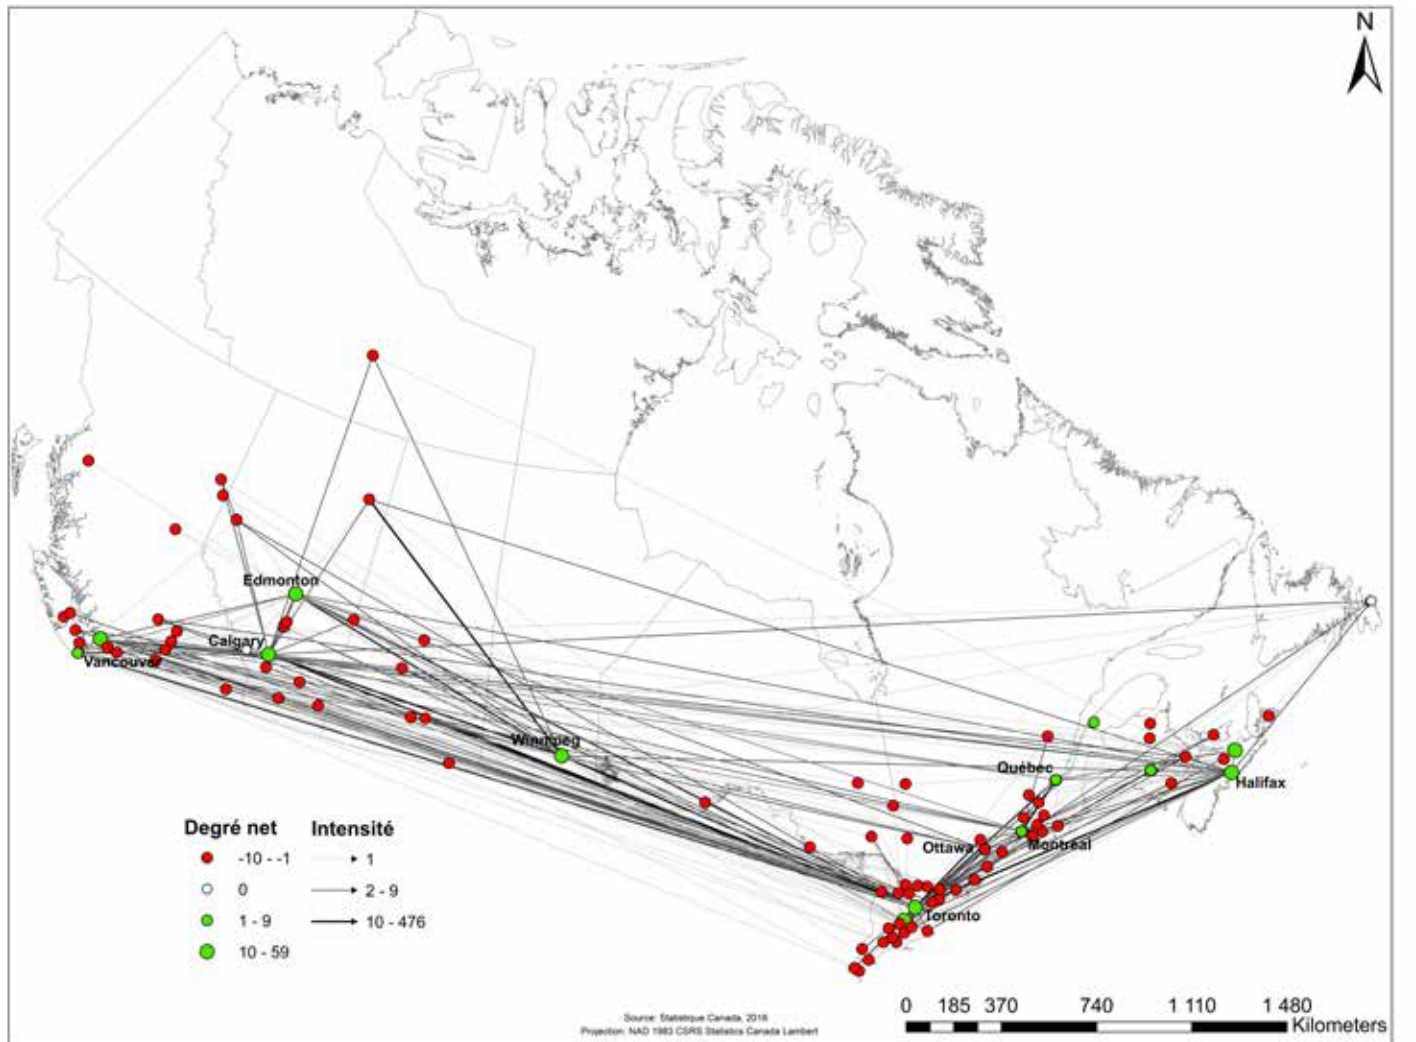 N
Edmonton
Calgary
Vancouver
Winnipeg
Québec
Halifax
Ottawa
Montréal
Toronto
Degré net Intensité
-10 - -1 1
0 2 - 9
1 - 9 10 - 476
10 - 59
0 185 370 740 1 110 1 480
Kilometers
Source: Statistique Canada, 2016
Projection: NAD 1983 CSRS Statistics Canada Lambert